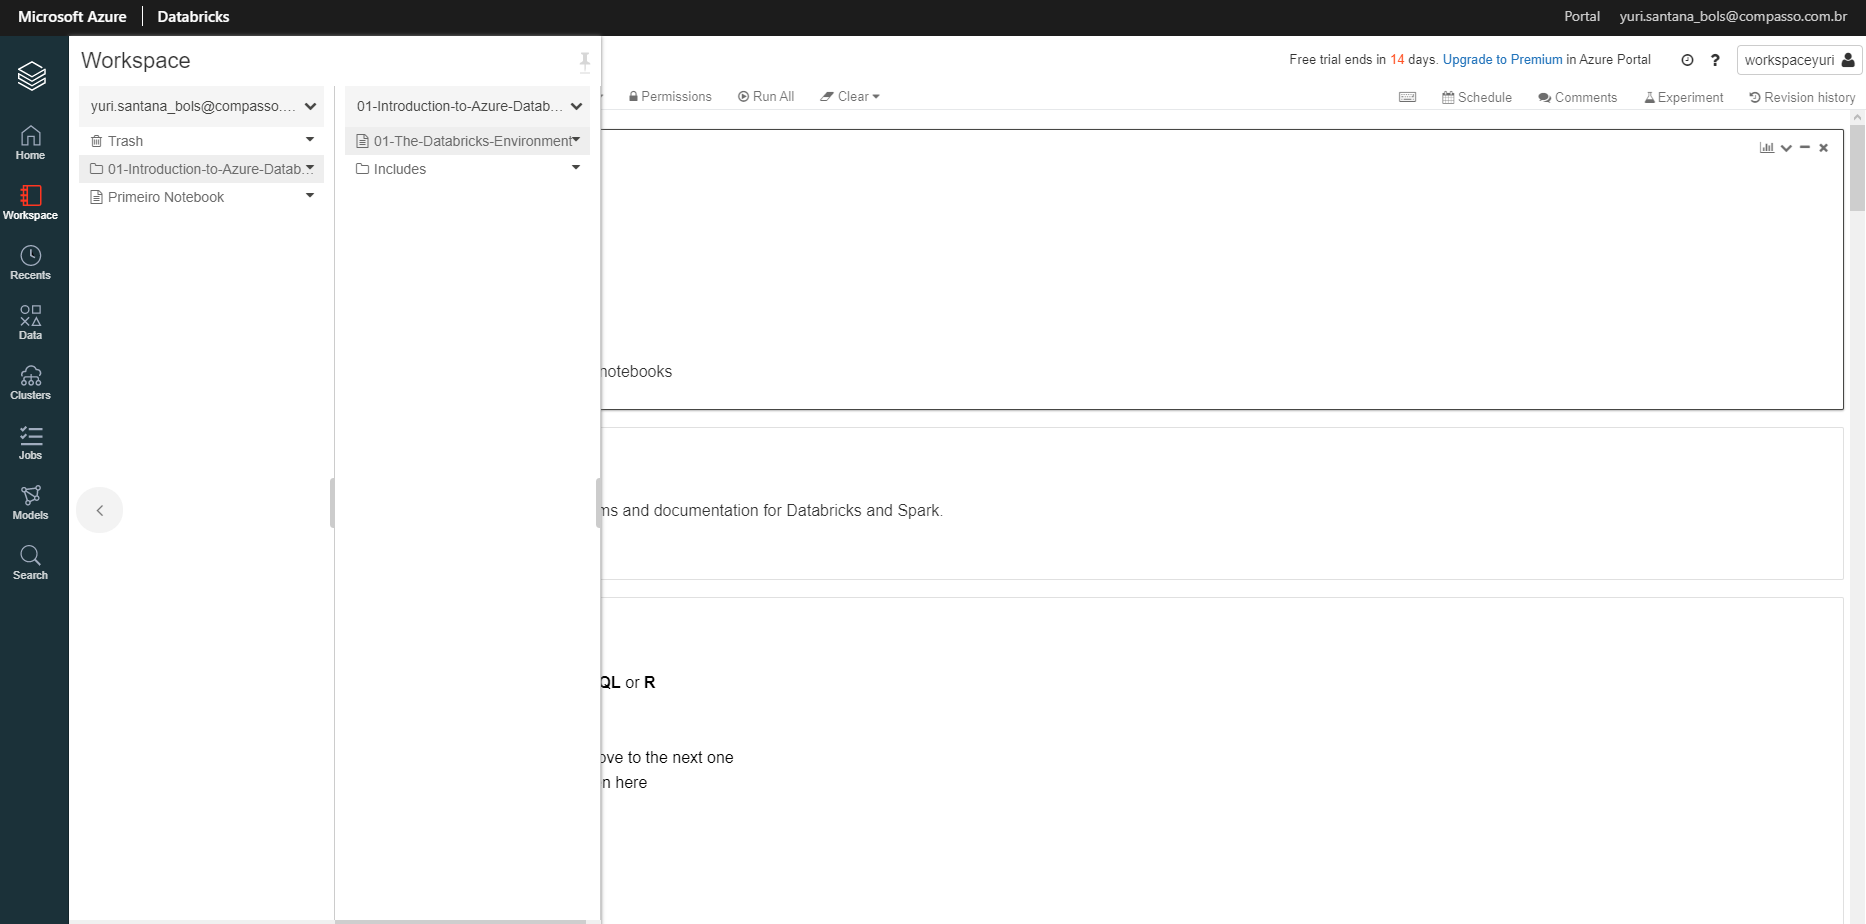 Microsoft Azure Databricks Portal yuri.santana_bols@compasso.com.br
Workspace
Free trial ends in 14 days. Upgrade to Premium in Azure Portal ? workspaceyuri
yuri.santana_bols@compasso.... 01-Introduction-to-Azure-Datab...
Permissions Run All Clear Schedule Comments Experiment Revision history
Trash 01-The-Databricks-Environment
01-Introduction-to-Azure-Datab... Includes
Primeiro Notebook
Home
Workspace
Recents
Data
Clusters
Jobs
Models
Search
notebooks
ms and documentation for Databricks and Spark.
QL or R
ove to the next one
n here